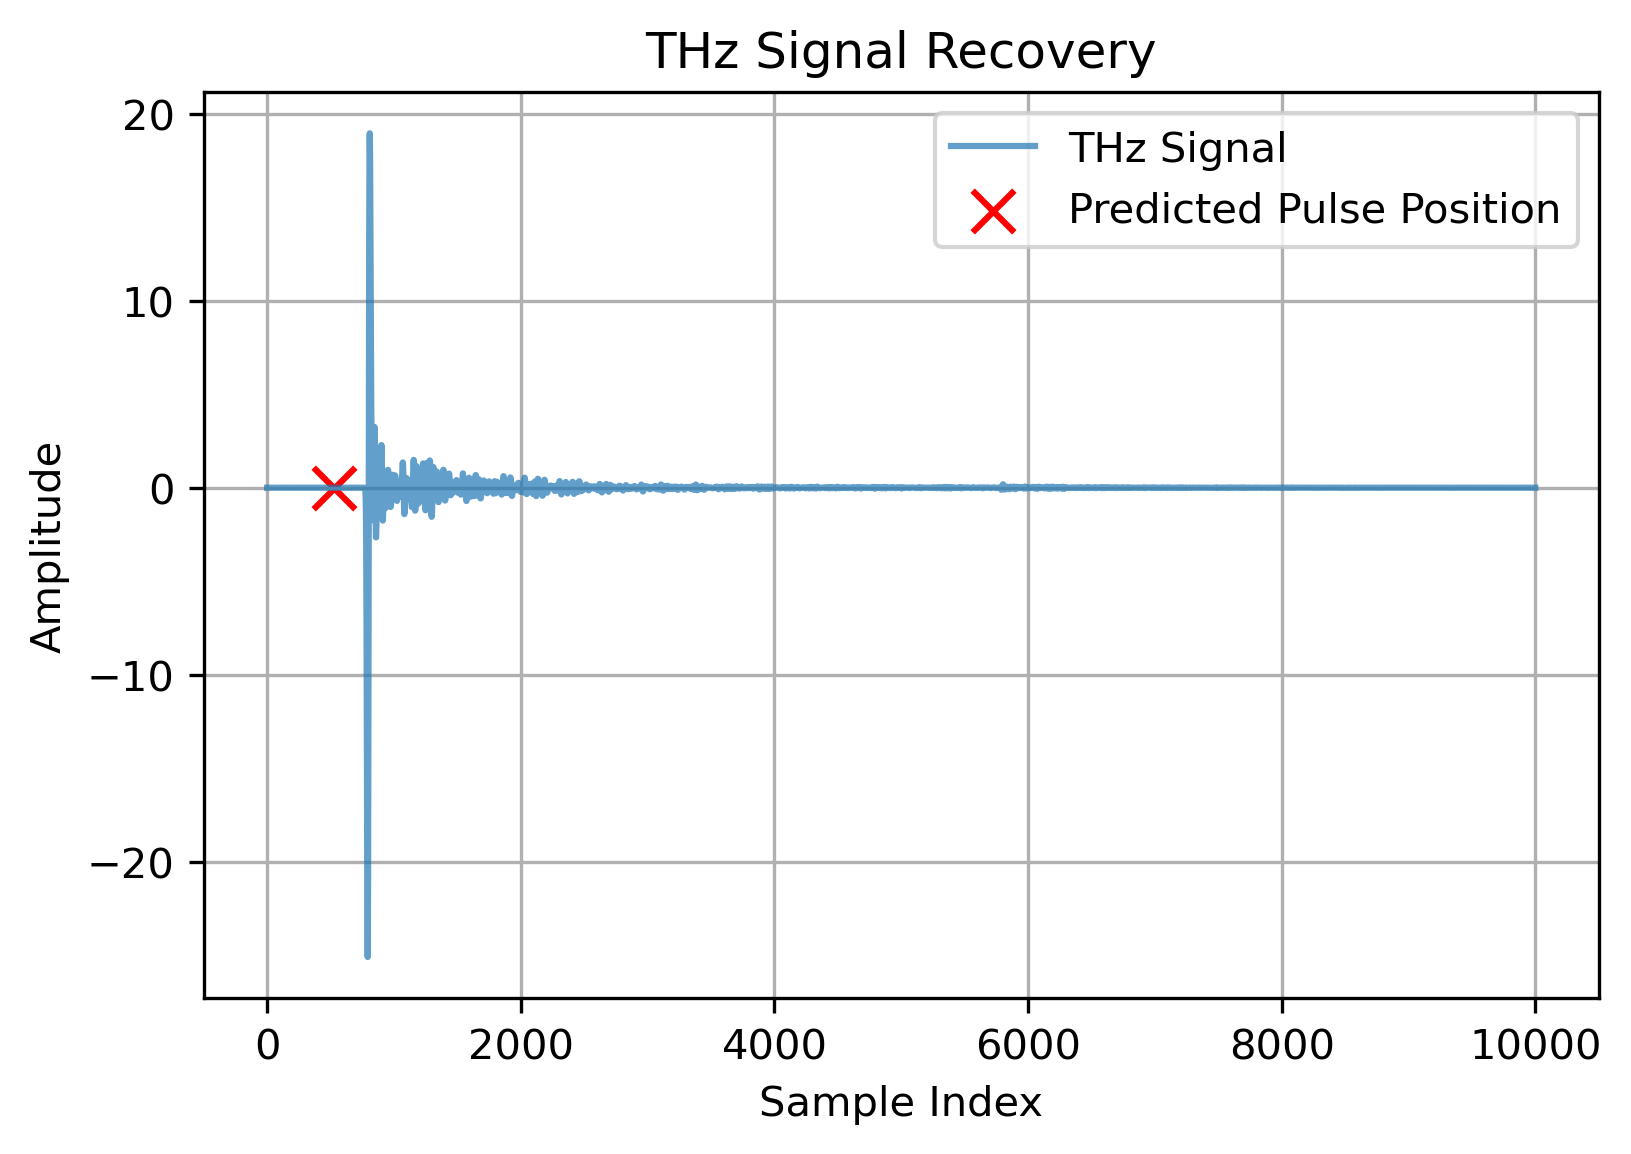 THz Signal Recovery
THz Signal
Predicted Pulse Position
20
10
0
−10
−20
Amplitude
0
2000
4000
6000
8000
10000
Sample Index